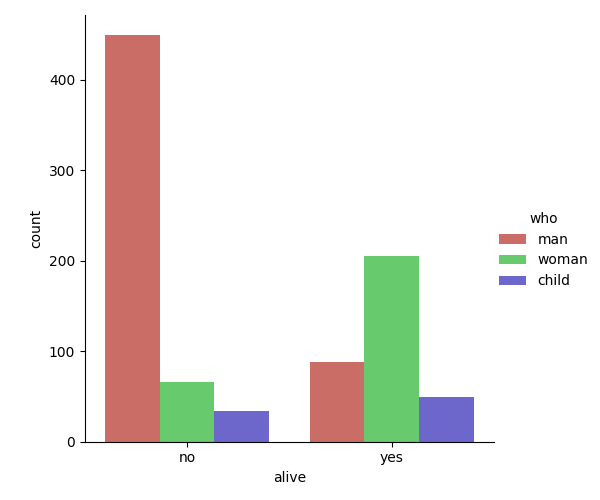 400
300
200
100
0
count
no
yes
alive
who
man
woman
child